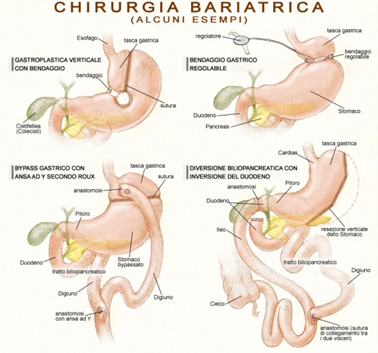 CHIRURGIA BARIATRICA
(ALCUNI ESEMPI)
GASTROPLASTICA VERTICALE
CON BENDAGGIO
Esofago
tasca gastrica
bendaggio
sutura
Cistifellea
(Colecisti)
BENDAGGIO GASTRICO
REGOLABILE
regolatore
tasca gastrica
bendaggio
regolabile
Stomaco
Duodeno
Pancreas
BYPASS GASTRICO CON
ANSA AD Y SECONDO ROUX
tasca gastrica
anastomosi
sutura
Piloro
Duodeno
Stomaco
bypassato
tratto biliopancreatico
Digiuno
Digiuno
anastomosi
con ansa ad Y
DIVERSIONE BILIOPANCREATICA CON
INVERSIONE DEL DUODENO
tasca gastrica
Cardias
anastomosi
Piloro
Duodeno
Ileo
resezione verticale
dello Stomaco
tratto biliopancreatico
Digiuno
Cieco
anastomosi (sutura
di collegamento tra
i due visceri)